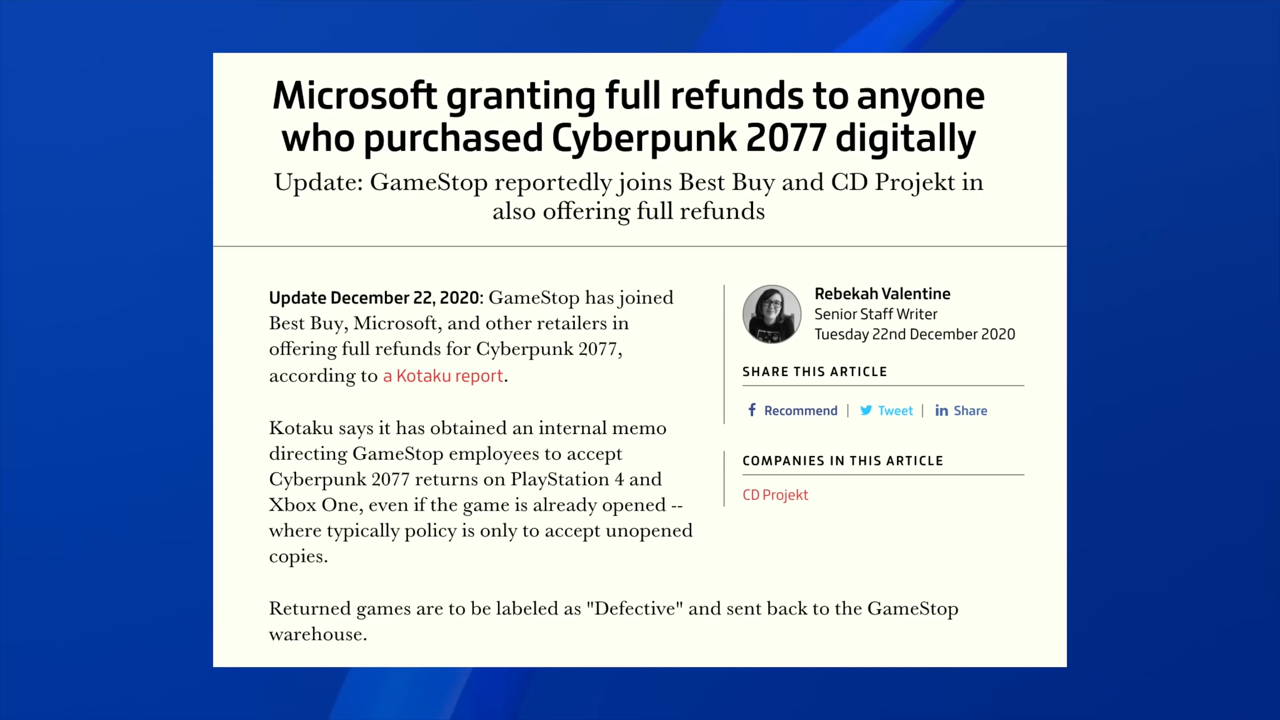 Microsoft granting full refunds to anyone
who purchased Cyberpunk 2077 digitally
Update: GameStop reportedly joins Best Buy and CD Projekt in
also offering full refunds
Update December 22, 2020: GameStop has joined
Best Buy, Microsoft, and other retailers in
offering full refunds for Cyberpunk 2077,
according to a Kotaku report.
Kotaku says it has obtained an internal memo
directing GameStop employees to accept
Cyberpunk 2077 returns on PlayStation 4 and
Xbox One, even if the game is already opened --
where typically policy is only to accept unopened
copies.
Returned games are to be labeled as "Defective" and sent back to the GameStop
warehouse.
Rebekah Valentine
Senior Staff Writer
Tuesday 22nd December 2020
SHARE THIS ARTICLE
Recommend | Tweet | Share
COMPANIES IN THIS ARTICLE
CD Projekt